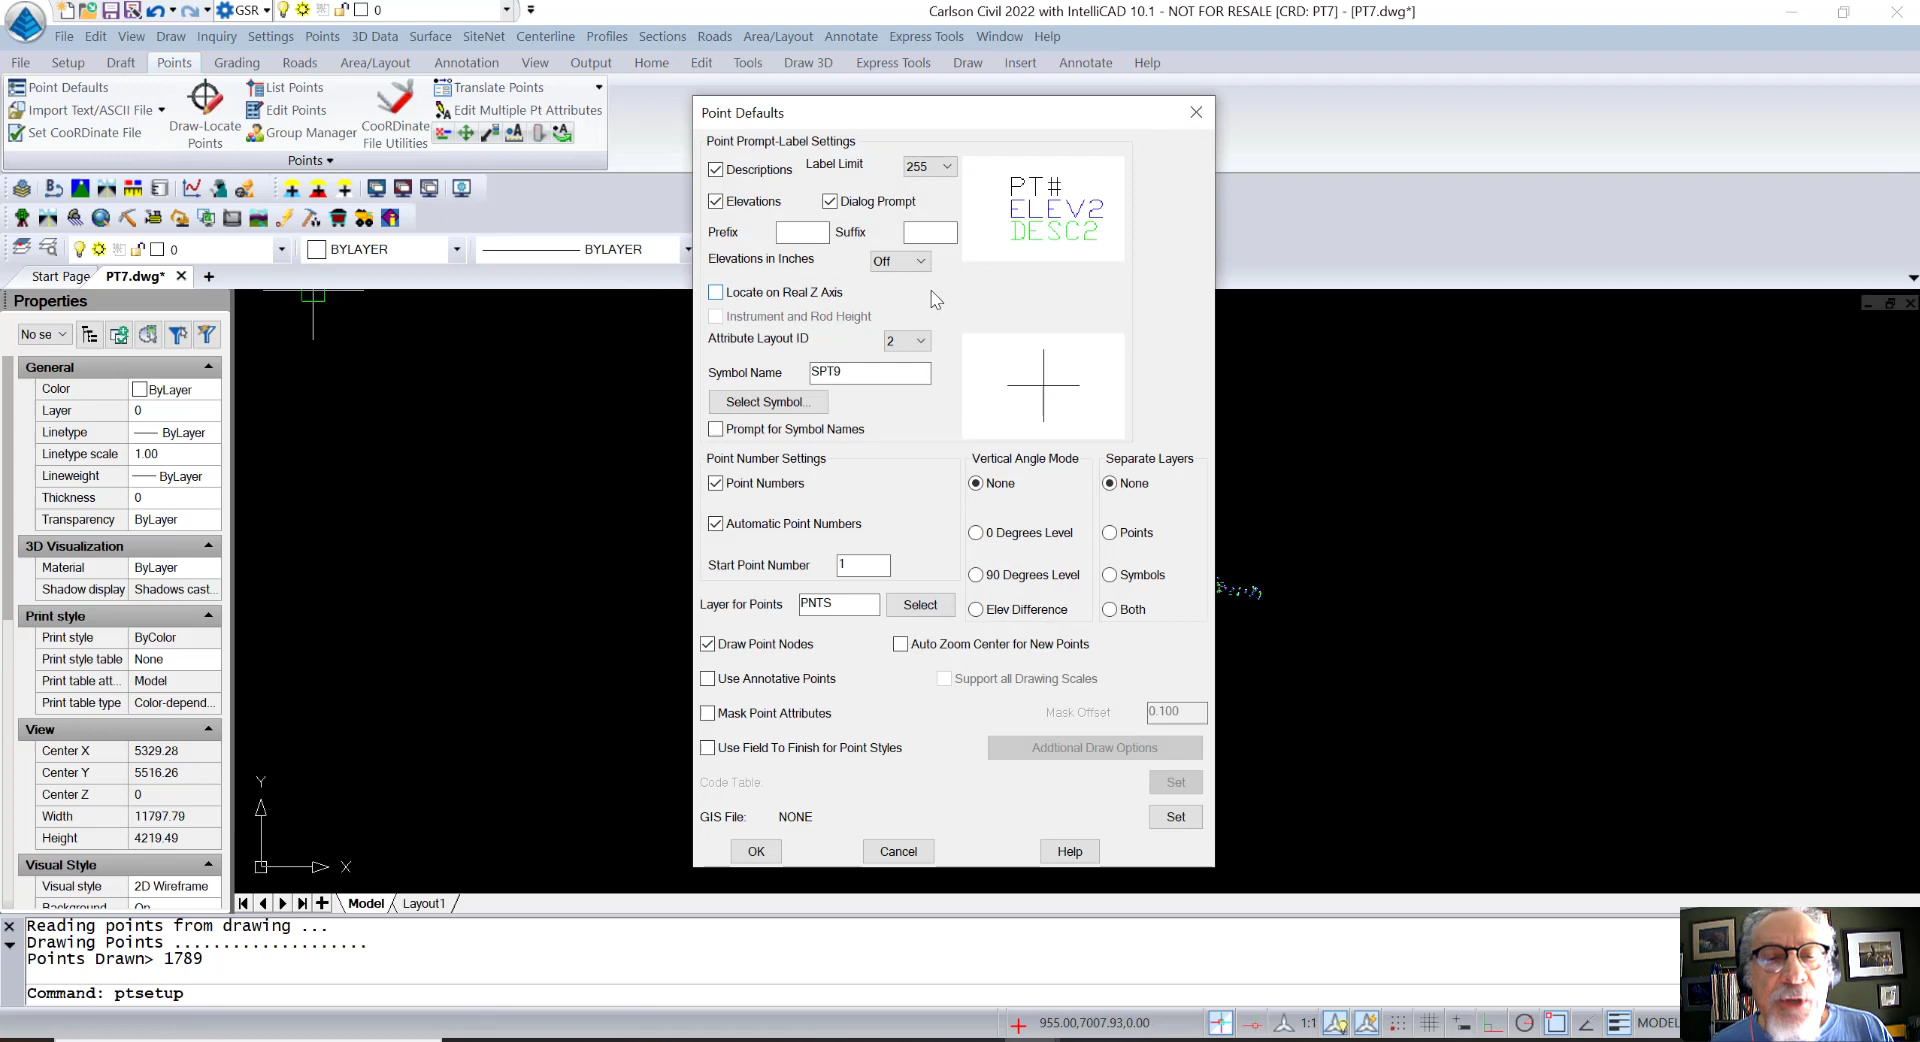 GSR
0
Carlson Civil 2022 with IntelliCAD 10.1 - NOT FOR RESALE [CRD: PT7] - [PT7.dwg*]
File Edit View Draw Inquiry Settings Points 3D Data Surface SiteNet Centerline Profiles Sections Roads Area/Layout Annotate Express Tools Window Help
File Setup Draft Points Grading Roads Area/Layout Annotation View Output Home Edit Tools Draw 3D Express Tools Draw Insert Annotate Help
Point Defaults
Import Text/ASCII File
Set CooRDinate File
Draw-Locate
Points
List Points
Edit Points
Group Manager
CooRDinate
File Utilities
Translate Points
Edit Multiple Pt Attributes
Points
0
BYLAYER
BYLAYER
Start Page
PT7.dwg*
Properties
No se
General
Color ByLayer
Layer 0
Linetype ByLayer
Linetype scale 1.00
Lineweight ByLayer
Thickness 0
Transparency ByLayer
3D Visualization
Material ByLayer
Shadow display Shadows cast...
Print style
Print style ByColor
Print style table None
Print table att... Model
Print table type Color-depend...
View
Center X 5329.28
Center Y 5516.26
Center Z 0
Width 11797.79
Height 4219.49
Visual Style
Visual style 2D Wireframe
Background On
Y
X
Point Defaults
Point Prompt-Label Settings
Descriptions Label Limit 255
Elevations Dialog Prompt
Prefix Suffix
Elevations in Inches Off
Locate on Real Z Axis
Instrument and Rod Height
Attribute Layout ID 2
Symbol Name SPT9
Select Symbol...
Prompt for Symbol Names
PT#
ELEV2
DESC2
Point Number Settings
Point Numbers
Automatic Point Numbers
Start Point Number 1
Vertical Angle Mode
None
0 Degrees Level
90 Degrees Level
Elev Difference
Separate Layers
None
Points
Symbols
Both
Layer for Points PNTS Select
Draw Point Nodes Auto Zoom Center for New Points
Use Annotative Points Support all Drawing Scales
Mask Point Attributes Mask Offset 0.100
Use Field To Finish for Point Styles Addtional Draw Options
Code Table: Set
GIS File: NONE Set
OK Cancel Help
Model Layout1
Reading points from drawing ...
Drawing Points ....................
Points Drawn> 1789
Command: ptsetup
955.00,7007.93,0.00
1:1
MODEL